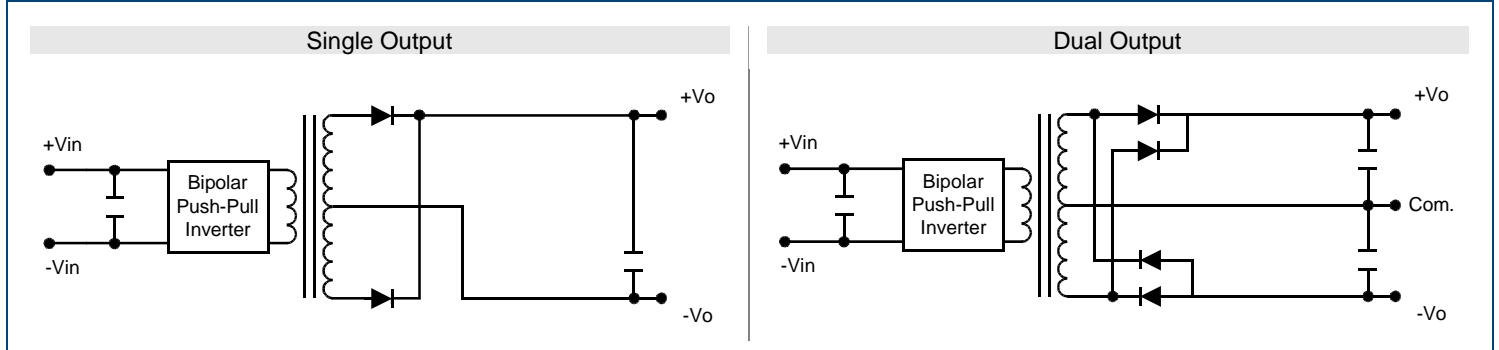 Single Output
+Vin
-Vin
Bipolar
Push-Pull
Inverter
+Vo
-Vo
Dual Output
+Vin
-Vin
Bipolar
Push-Pull
Inverter
+Vo
Com.
-Vo